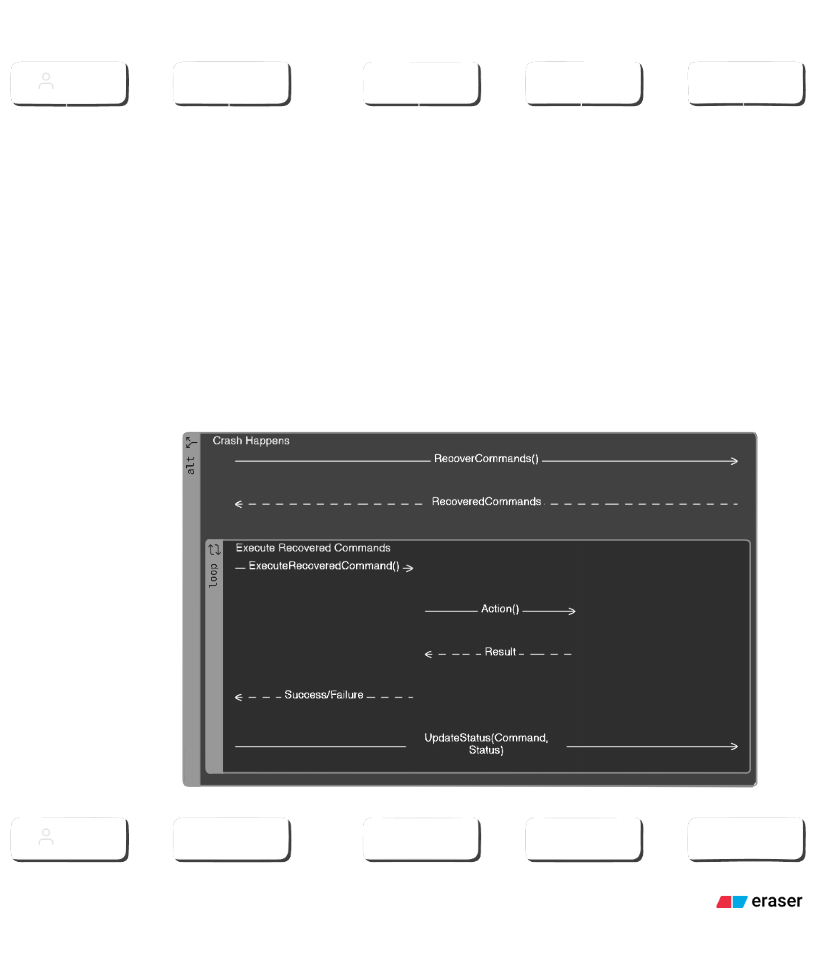 alt
Crash Happens
RecoverCommands()
RecoveredCommands
loop
Execute Recovered Commands
ExecuteRecoveredCommand()
Action()
Result
Success/Failure
UpdateStatus(Command,
Status)
eraser